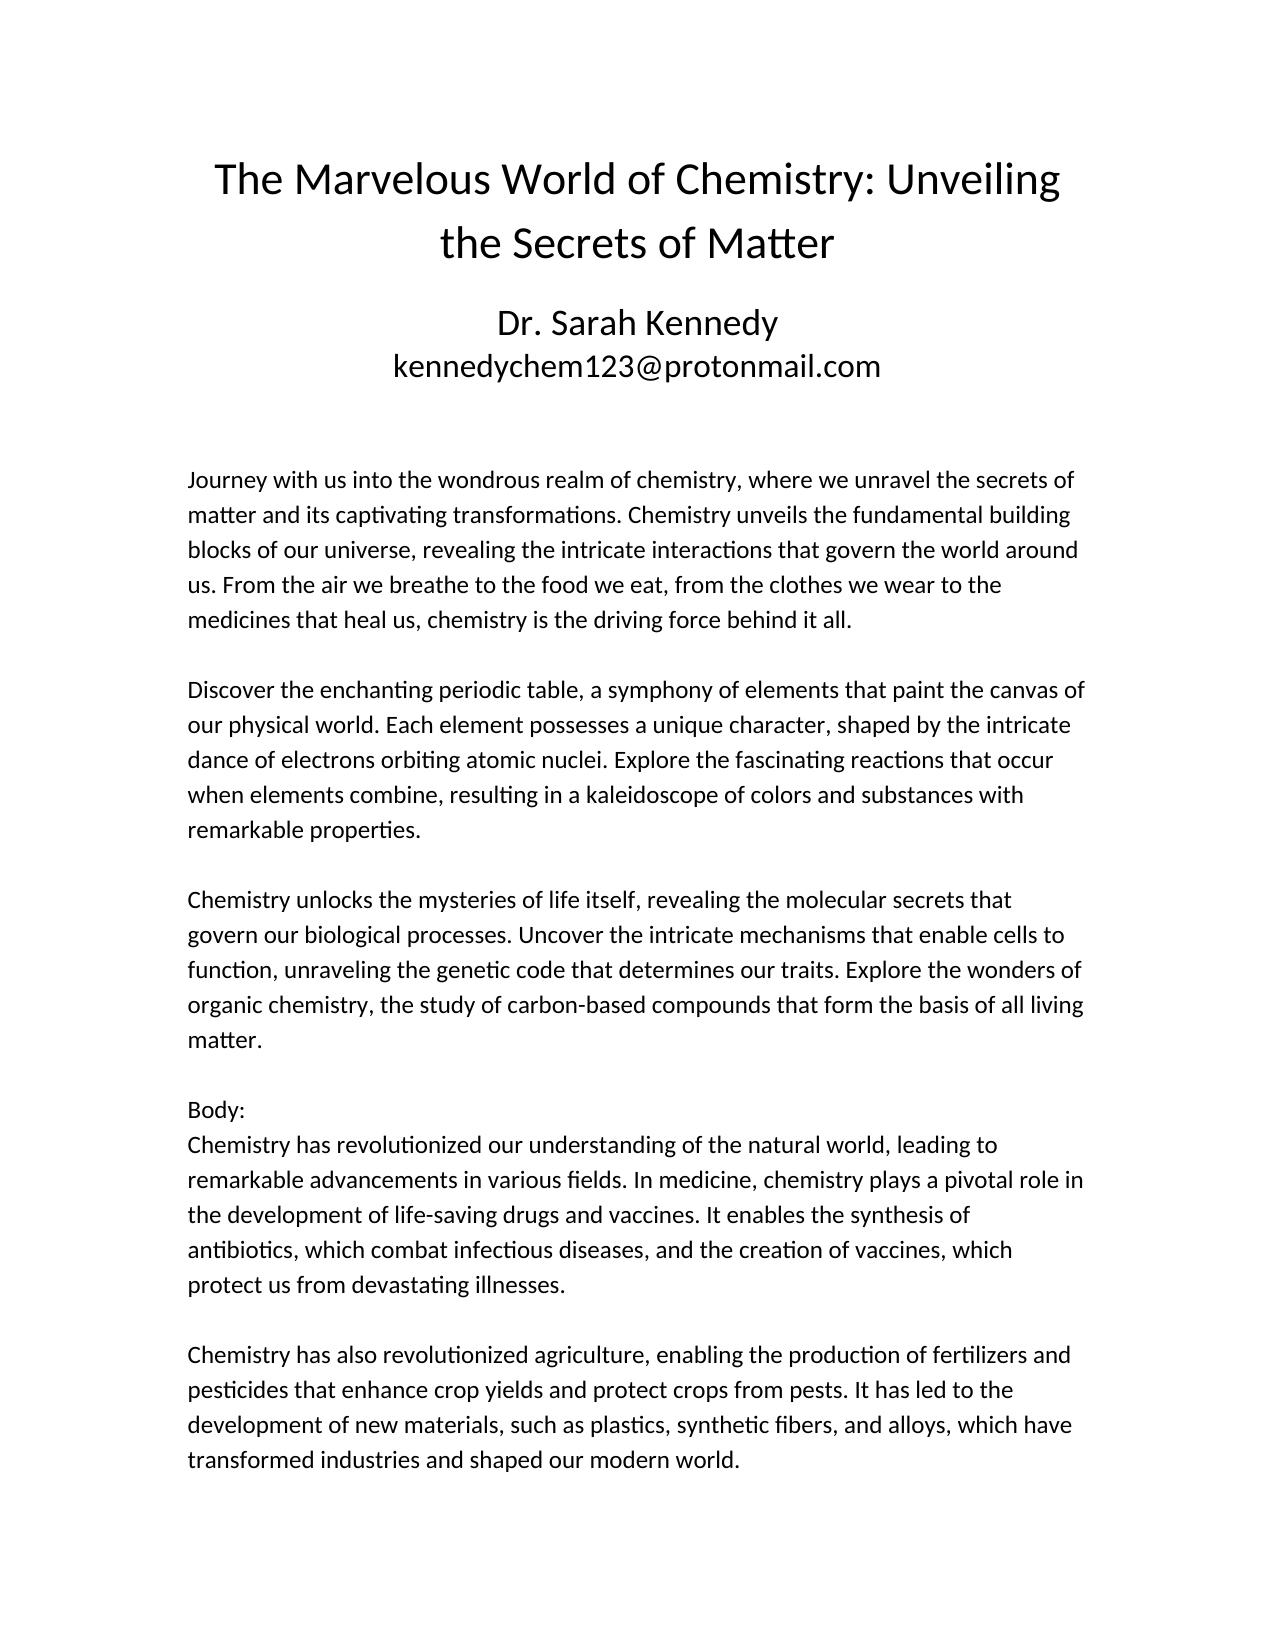 The Marvelous World of Chemistry: Unveiling
the Secrets of Matter
Dr. Sarah Kennedy
kennedychem123@protonmail.com
Journey with us into the wondrous realm of chemistry, where we unravel the secrets of
matter and its captivating transformations. Chemistry unveils the fundamental building
blocks of our universe, revealing the intricate interactions that govern the world around
us. From the air we breathe to the food we eat, from the clothes we wear to the
medicines that heal us, chemistry is the driving force behind it all.
Discover the enchanting periodic table, a symphony of elements that paint the canvas of
our physical world. Each element possesses a unique character, shaped by the intricate
dance of electrons orbiting atomic nuclei. Explore the fascinating reactions that occur
when elements combine, resulting in a kaleidoscope of colors and substances with
remarkable properties.
Chemistry unlocks the mysteries of life itself, revealing the molecular secrets that
govern our biological processes. Uncover the intricate mechanisms that enable cells to
function, unraveling the genetic code that determines our traits. Explore the wonders of
organic chemistry, the study of carbon-based compounds that form the basis of all living
matter.
Body:
Chemistry has revolutionized our understanding of the natural world, leading to
remarkable advancements in various fields. In medicine, chemistry plays a pivotal role in
the development of life-saving drugs and vaccines. It enables the synthesis of
antibiotics, which combat infectious diseases, and the creation of vaccines, which
protect us from devastating illnesses.
Chemistry has also revolutionized agriculture, enabling the production of fertilizers and
pesticides that enhance crop yields and protect crops from pests. It has led to the
development of new materials, such as plastics, synthetic fibers, and alloys, which have
transformed industries and shaped our modern world.